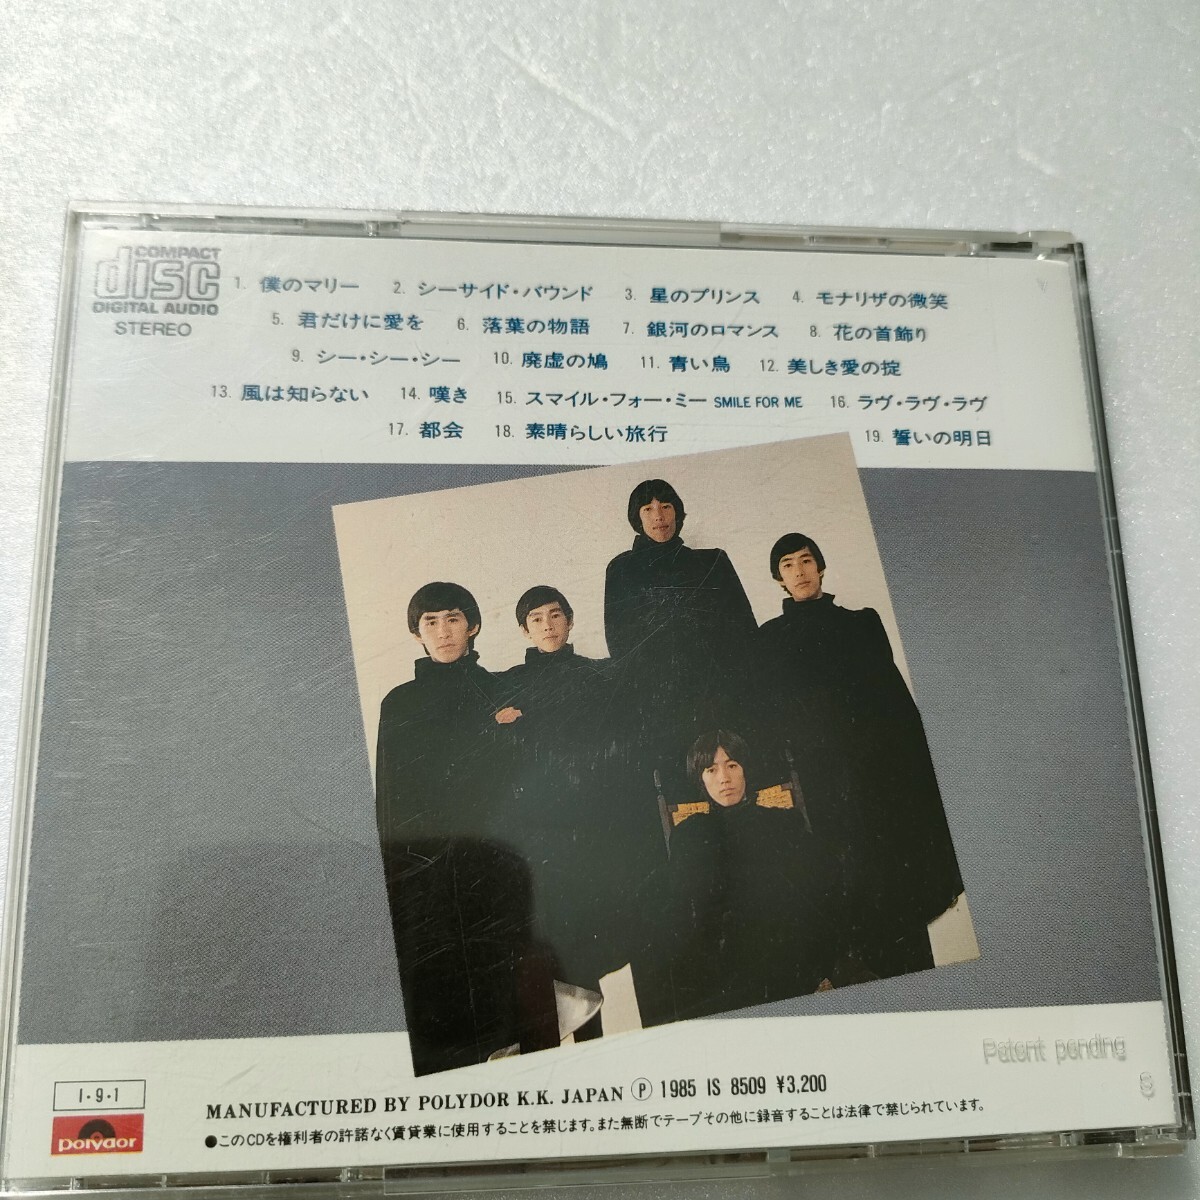 COMPACT
disc
DIGITAL AUDIO
STEREO
1. 僕のマリー 2. シーサイド・バウンド 3. 星のプリンス 4. モナリザの微笑
5. 君だけに愛を 6. 落葉の物語 7. 銀河のロマンス 8. 花の首飾り
9. シー・シー・シー 10. 廃虚の鳩 11. 青い鳥 12. 美しき愛の掟
13. 風は知らない 14. 嘆き 15. スマイル・フォー・ミー SMILE FOR ME 16. ラヴ・ラヴ・ラヴ
17. 都会 18. 素晴らしい旅行 19. 誓いの明日
Patent pending
8
I・9・1
polydor
MANUFACTURED BY POLYDOR K.K. JAPAN Ⓟ 1985 IS 8509 ¥3,200
●このCDを権利者の許諾なく賃貸業に使用することを禁じます。また無断でテープその他に録音することは法律で禁じられています。